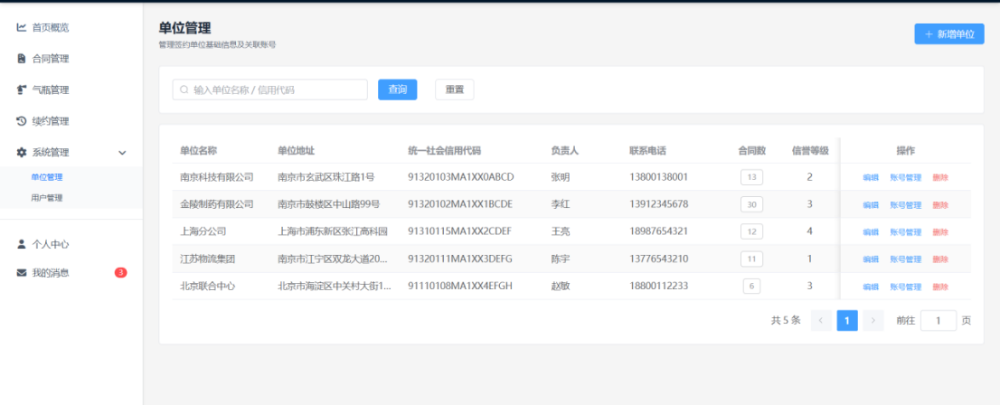 首页概览
合同管理
气瓶管理
续约管理
系统管理
单位管理
用户管理
个人中心
我的消息 3
单位管理
管理签约单位基础信息及关联账号
+ 新增单位
输入单位名称 / 信用代码 查询 重置
单位名称 单位地址 统一社会信用代码 负责人 联系电话 合同数 信誉等级 操作
南京科技有限公司 南京市玄武区珠江路1号 91320103MA1XX0ABCD 张明 13800138001 13 2 编辑 账号管理 删除
金陵制药有限公司 南京市鼓楼区中山路99号 91320102MA1XX1BCDE 李红 13912345678 30 3 编辑 账号管理 删除
上海分公司 上海市浦东新区张江高科园 91310115MA1XX2CDEF 王亮 18987654321 12 4 编辑 账号管理 删除
江苏物流集团 南京市江宁区双龙大道20... 91320111MA1XX3DEFG 陈宇 13776543210 11 1 编辑 账号管理 删除
北京联合中心 北京市海淀区中关村大街1... 91110108MA1XX4EFGH 赵敏 18800112233 6 3 编辑 账号管理 删除
共 5 条 < 1 > 前往 1 页